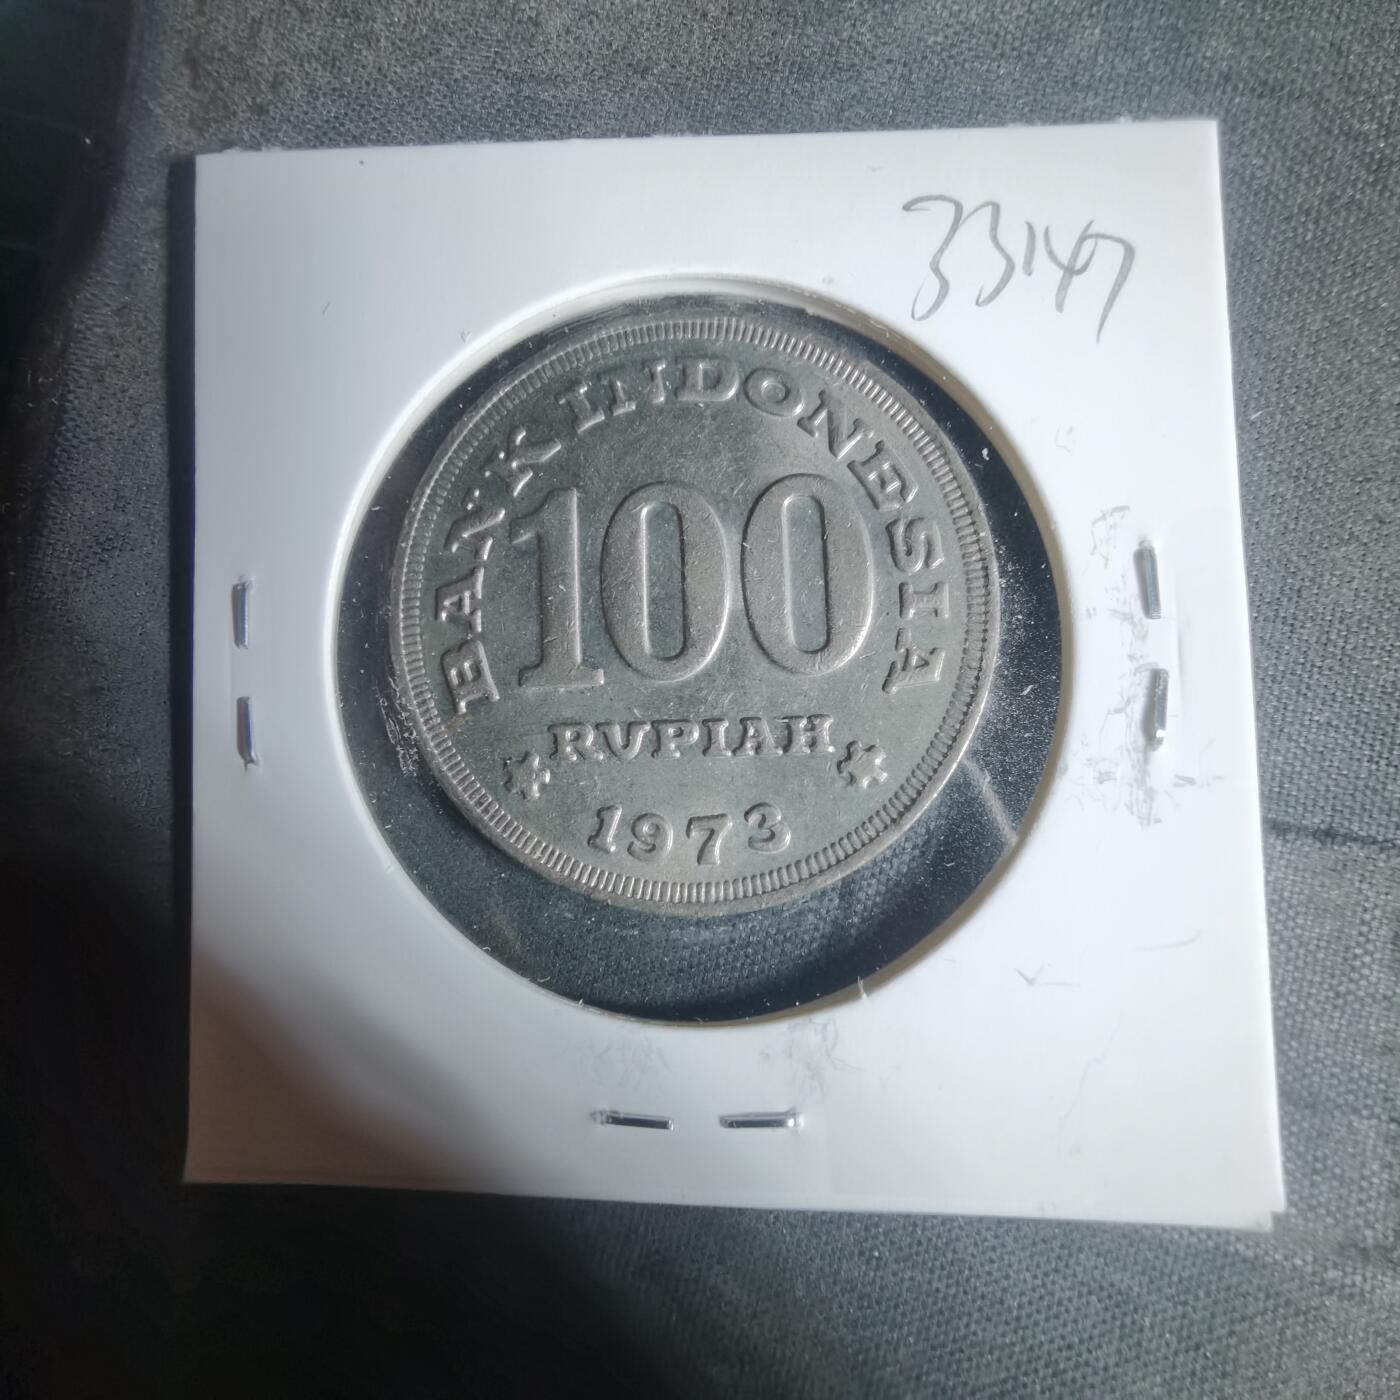 33147
BANK INDONESIA
100
RUPIAH
1973